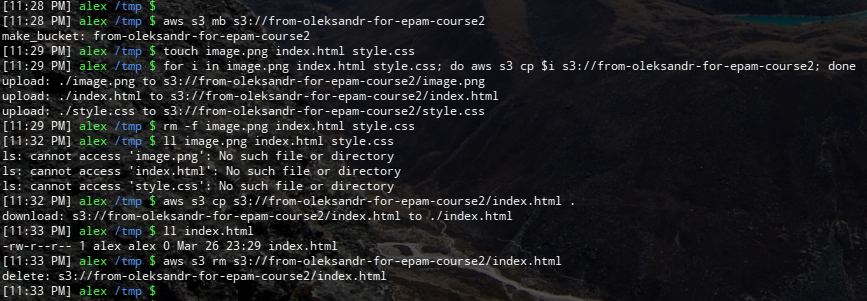 [11:28 PM] alex /tmp $
[11:28 PM] alex /tmp $ aws s3 mb s3://from-oleksandr-for-epam-course2
make_bucket: from-oleksandr-for-epam-course2
[11:29 PM] alex /tmp $ touch image.png index.html style.css
[11:29 PM] alex /tmp $ for i in image.png index.html style.css; do aws s3 cp $i s3://from-oleksandr-for-epam-course2; done
upload: ./image.png to s3://from-oleksandr-for-epam-course2/image.png
upload: ./index.html to s3://from-oleksandr-for-epam-course2/index.html
upload: ./style.css to s3://from-oleksandr-for-epam-course2/style.css
[11:29 PM] alex /tmp $ rm -f image.png index.html style.css
[11:32 PM] alex /tmp $ ll image.png index.html style.css
ls: cannot access 'image.png': No such file or directory
ls: cannot access 'index.html': No such file or directory
ls: cannot access 'style.css': No such file or directory
[11:32 PM] alex /tmp $ aws s3 cp s3://from-oleksandr-for-epam-course2/index.html .
download: s3://from-oleksandr-for-epam-course2/index.html to ./index.html
[11:33 PM] alex /tmp $ ll index.html
-rw-r--r-- 1 alex alex 0 Mar 26 23:29 index.html
[11:33 PM] alex /tmp $ aws s3 rm s3://from-oleksandr-for-epam-course2/index.html
delete: s3://from-oleksandr-for-epam-course2/index.html
[11:33 PM] alex /tmp $